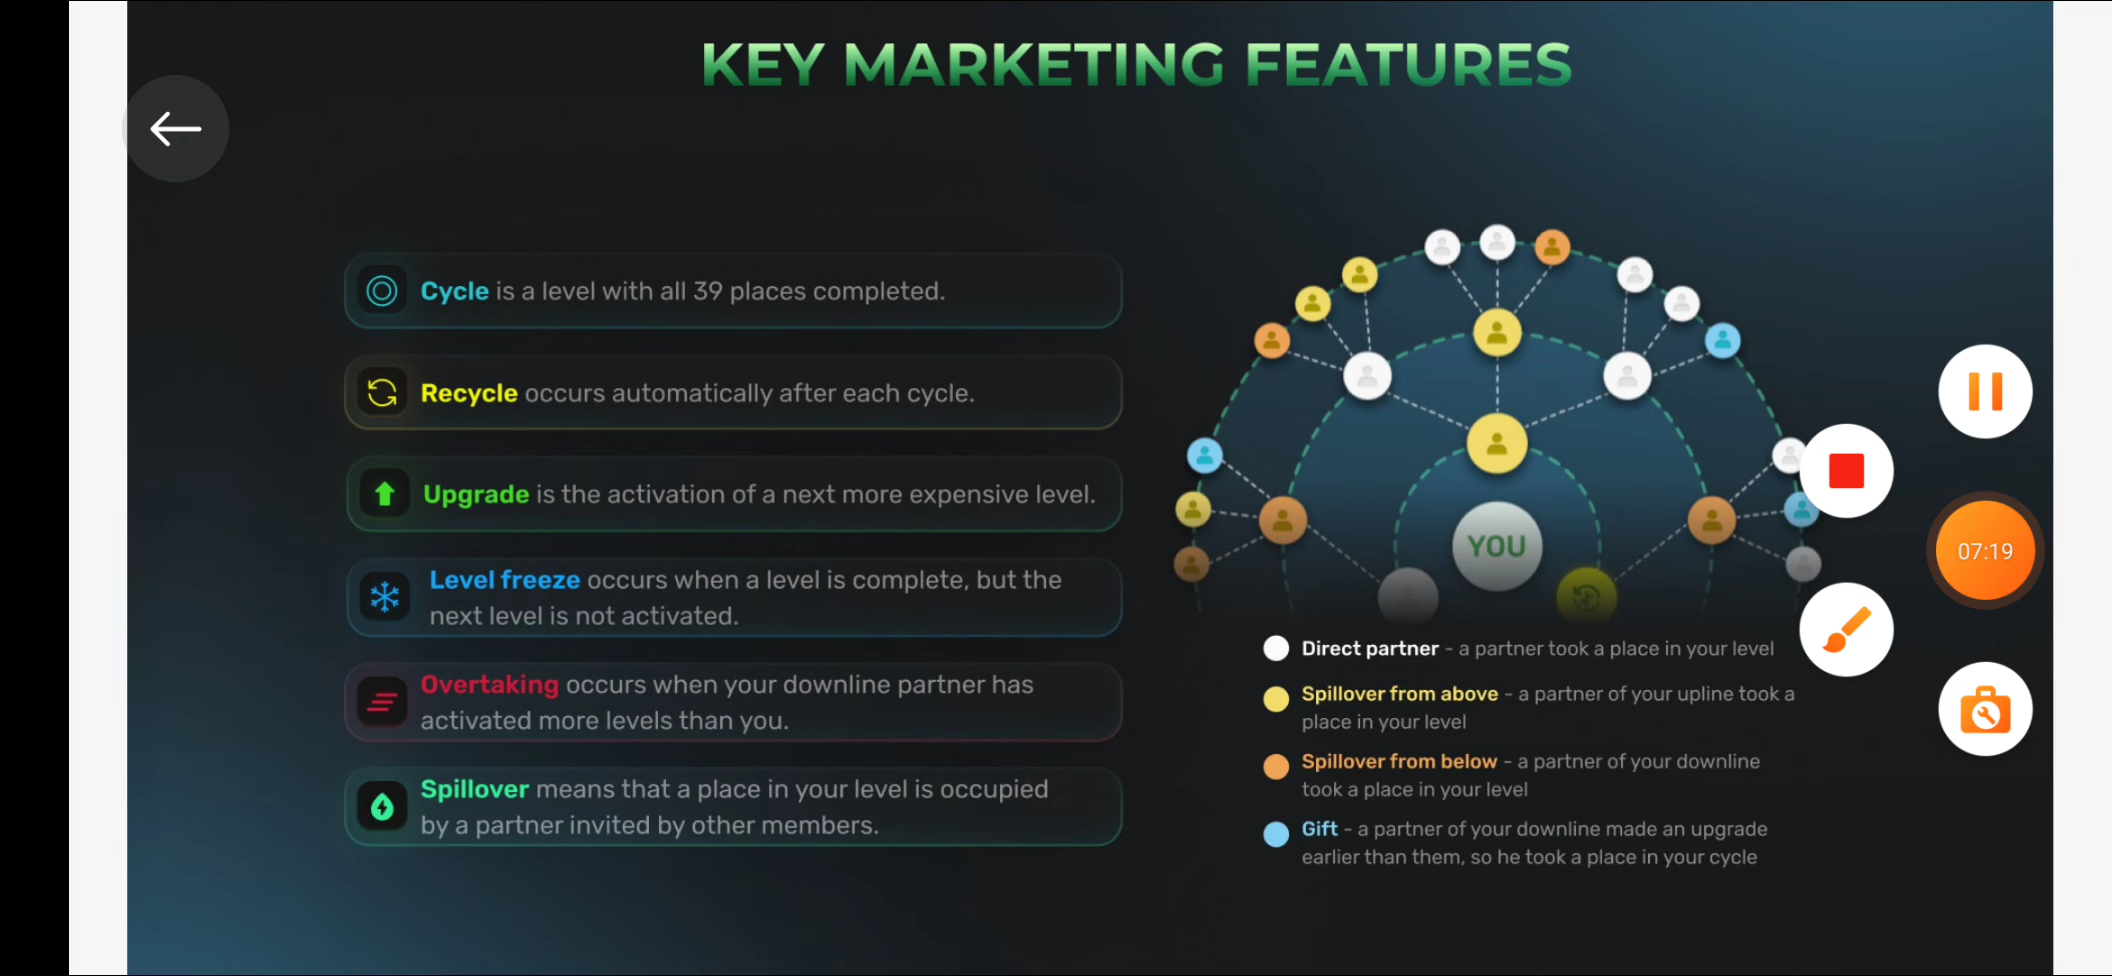 KEY MARKETING FEATURES
Cycle is a level with all 39 places completed.
Recycle occurs automatically after each cycle.
Upgrade is the activation of a next more expensive level.
Level freeze occurs when a level is complete, but the
next level is not activated.
Overtaking occurs when your downline partner has
activated more levels than you.
Spillover means that a place in your level is occupied
by a partner invited by other members.
YOU
Direct partner - a partner took a place in your level
Spillover from above - a partner of your upline took a
place in your level
Spillover from below - a partner of your downline
took a place in your level
Gift - a partner of your downline made an upgrade
earlier than them, so he took a place in your cycle
07:19